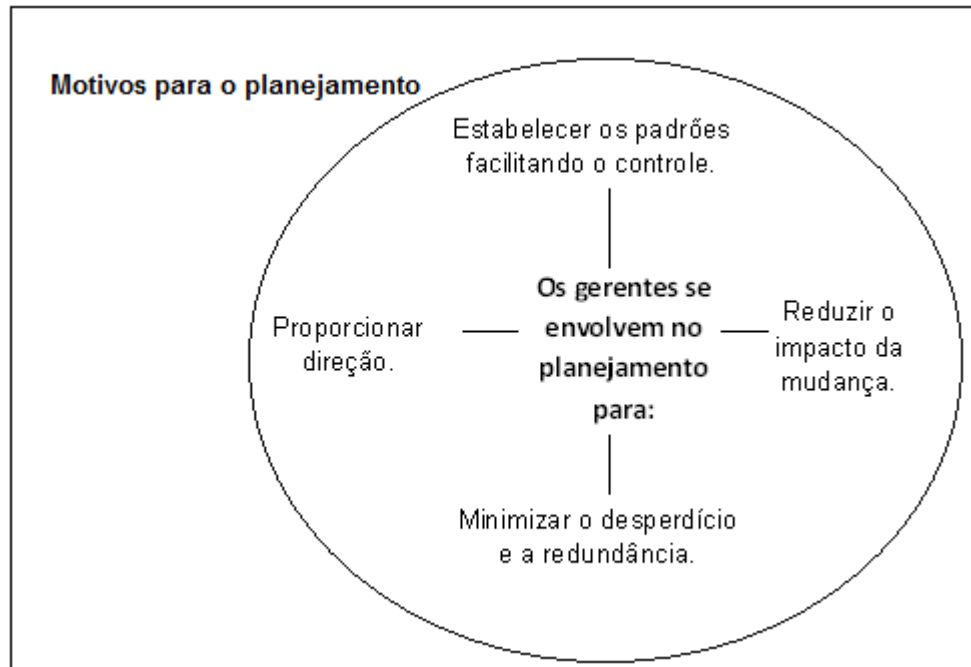 Motivos para o planejamento
Estabelecer os padrões
facilitando o controle.
Os gerentes se
envolvem no
planejamento
para:
Proporcionar
direção.
Reduzir o
impacto da
mudança.
Minimizar o desperdício
e a redundância.